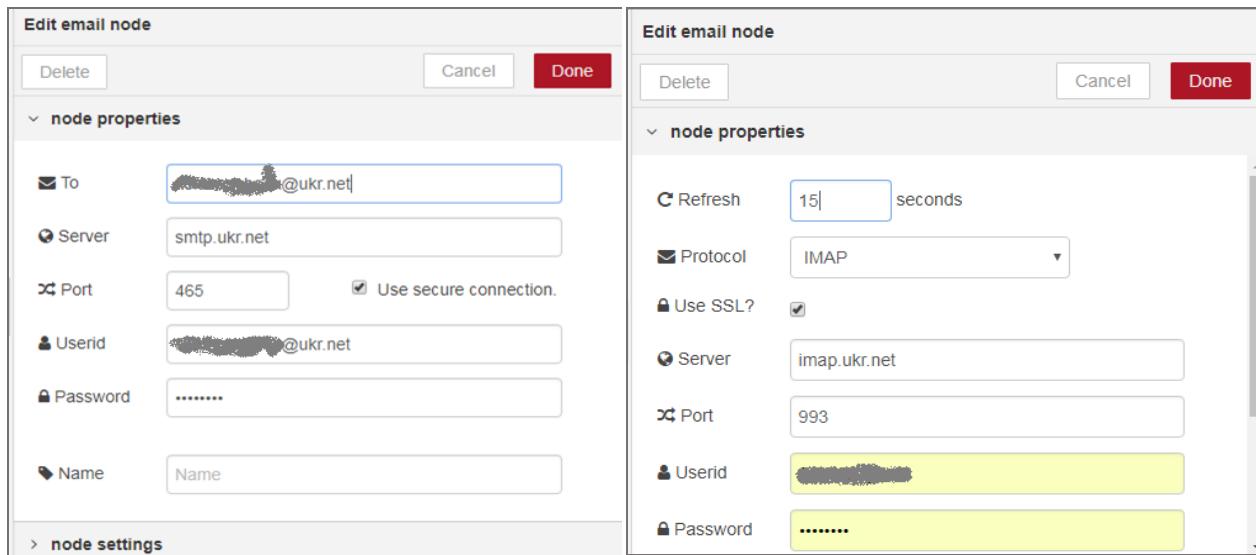 Edit email node
Delete Cancel Done
node properties
To @ukr.net
Server smtp.ukr.net
Port 465 Use secure connection.
Userid @ukr.net
Password ••••••••
Name Name
node settings
Edit email node
Delete Cancel Done
node properties
Refresh 15 seconds
Protocol IMAP
Use SSL?
Server imap.ukr.net
Port 993
Userid
Password ••••••••